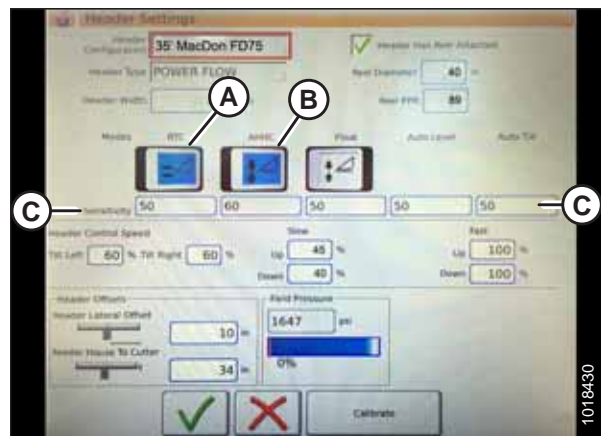 Header Settings
Header Configuration 35' MacDon FD75 Header Has Reel Attached
Header Type POWER FLOW Reel Diameter 40 in
Header Width Reel PPR 89
A B
Modes RTC AHHC Float Auto Level Auto Tilt
C Sensitivity 50 60 50 50 50 C
Header Control Speed Slow Fast
Tilt Left 60 % Tilt Right 60 % Up 45 % Up 100 %
Down 40 % Down 100 %
Header Offsets Field Pressure
Header Lateral Offset 1647 psi
10 in
Feeder House To Cutter 0%
34 in
Calibrate
1018430